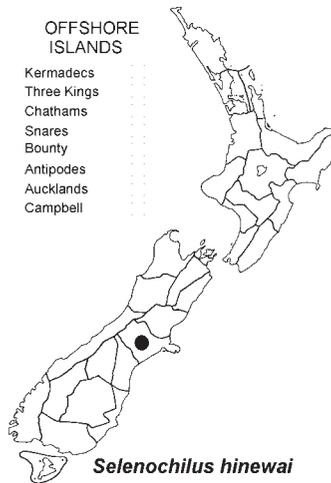 OFFSHORE
ISLANDS
Kermadecs
Three Kings
Chathams
Snares
Bounty
Antipodes
Aucklands
Campbell
Selenochilus hinewai